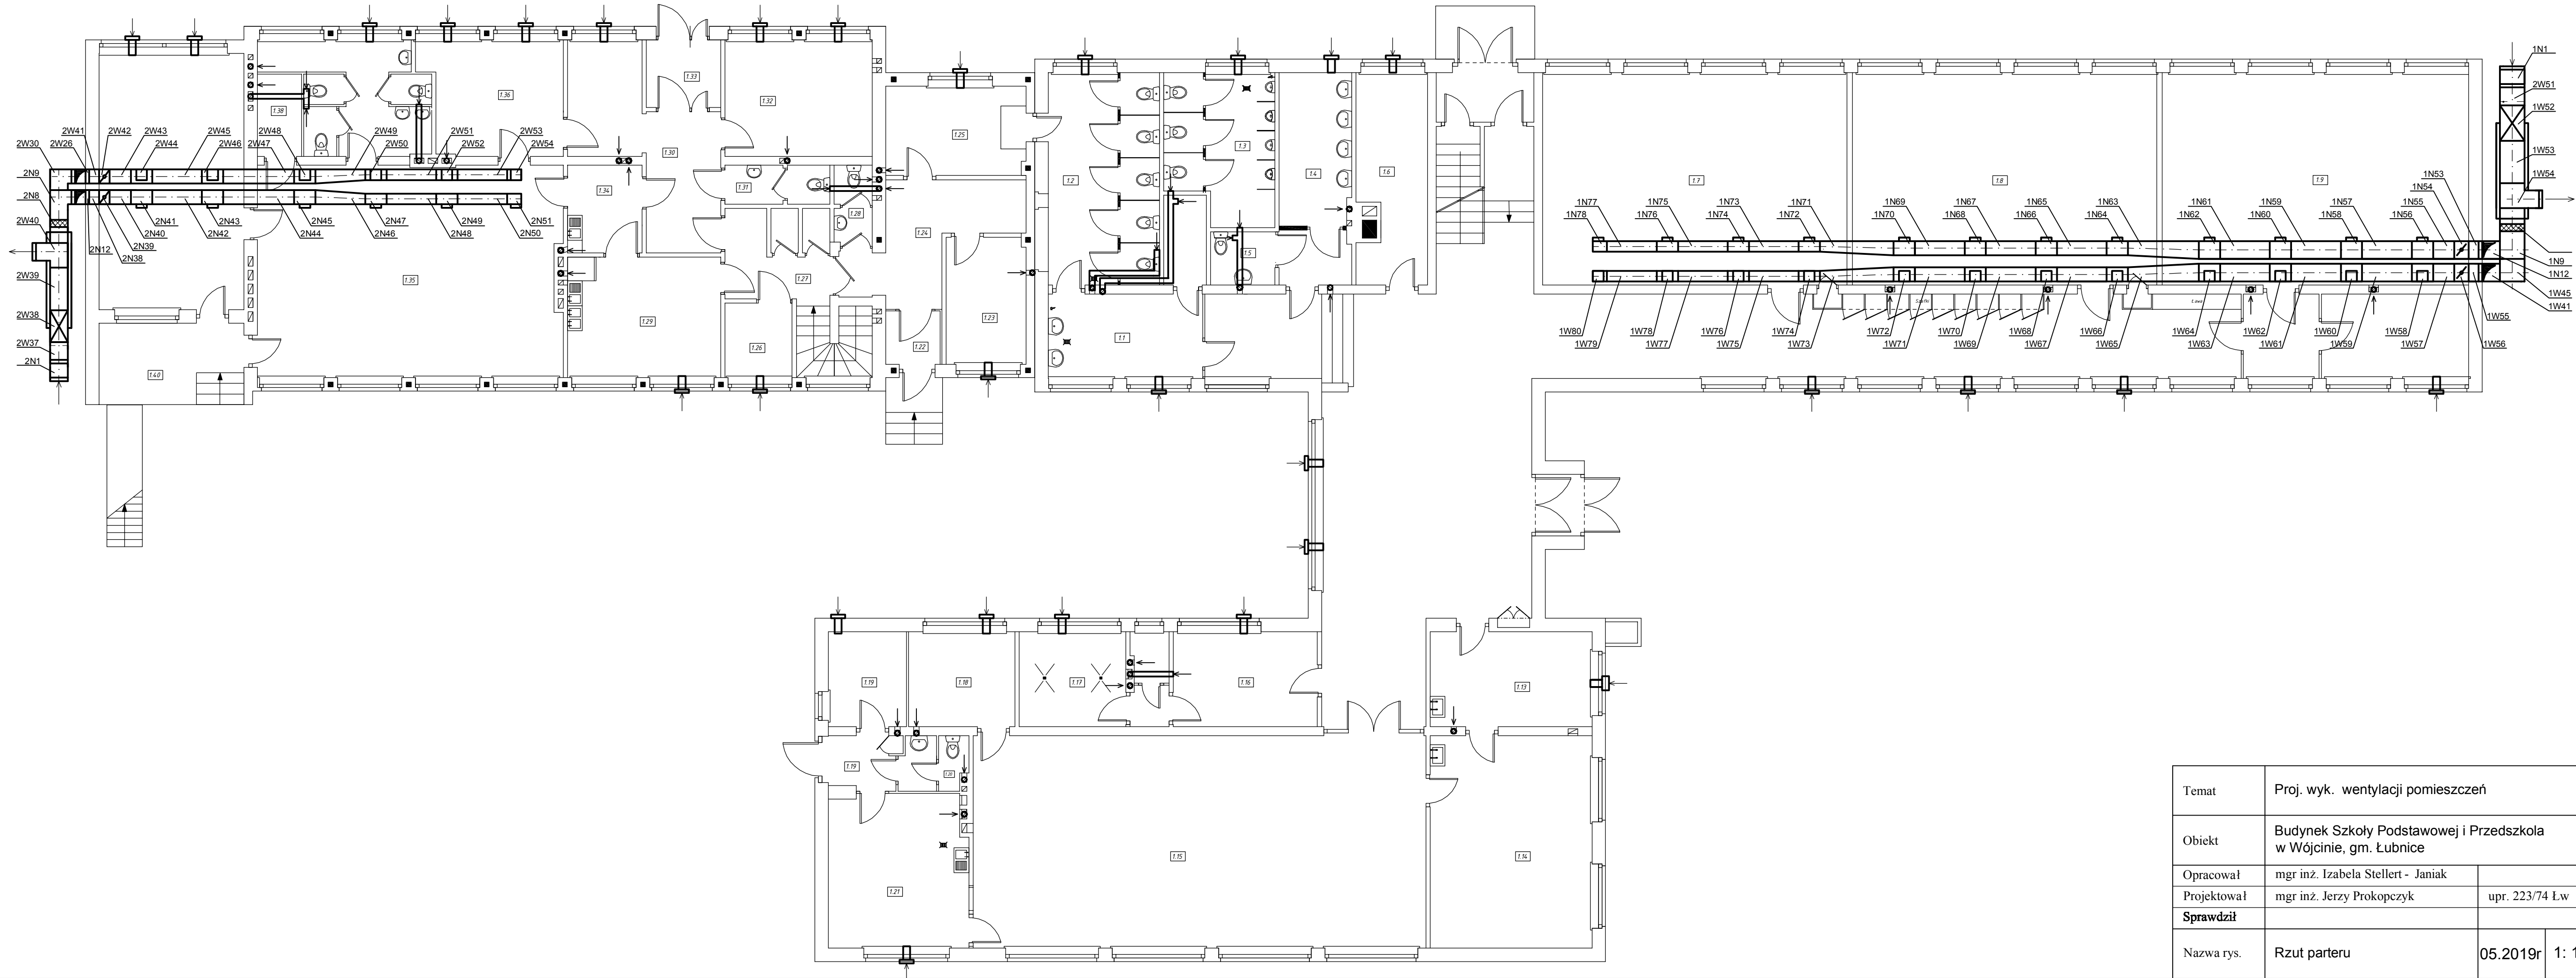 2W30
2W26
2W41
2W42
2W43
2W44
2W45
2W46
2W47
2W48
2W49
2W50
2W51
2W52
2W53
2W54
2N9
2N8
2W40
2W39
2W38
2W37
2N1
2N12
2N38
2N39
2N40
2N41
2N42
2N43
2N44
2N45
2N46
2N47
2N48
2N49
2N50
2N51
1.38
1.36
1.33
1.32
1.30
1.34
1.31
1.28
1.25
1.24
1.27
1.35
1.29
1.26
1.23
1.22
1.40
1.2
1.3
1.4
1.5
1.6
1.1
1.7
1.8
1.9
1N77
1N78
1N75
1N76
1N73
1N74
1N71
1N72
1N69
1N70
1N67
1N68
1N65
1N66
1N63
1N64
1N61
1N62
1N59
1N60
1N57
1N58
1N55
1N56
1N53
1N54
1N1
2W51
1W52
1W53
1W54
1N9
1N12
1W45
1W41
1W55
1W56
Szafki
Ława
1W80
1W79
1W78
1W77
1W76
1W75
1W74
1W73
1W72
1W71
1W70
1W69
1W68
1W67
1W66
1W65
1W64
1W63
1W62
1W61
1W60
1W59
1W58
1W57
1.19
1.18
1.17
1.16
1.13
1.19
1.20
1.21
1.15
1.14
Temat
Proj. wyk. wentylacji pomieszczeń
Obiekt
Budynek Szkoły Podstawowej i Przedszkola
w Wójcinie, gm. Łubnice
Opracował
mgr inż. Izabela Stellert - Janiak
Projektował
mgr inż. Jerzy Prokopczyk
upr. 223/74 Łw
Sprawdził
Nazwa rys.
Rzut parteru
05.2019r
1: 1